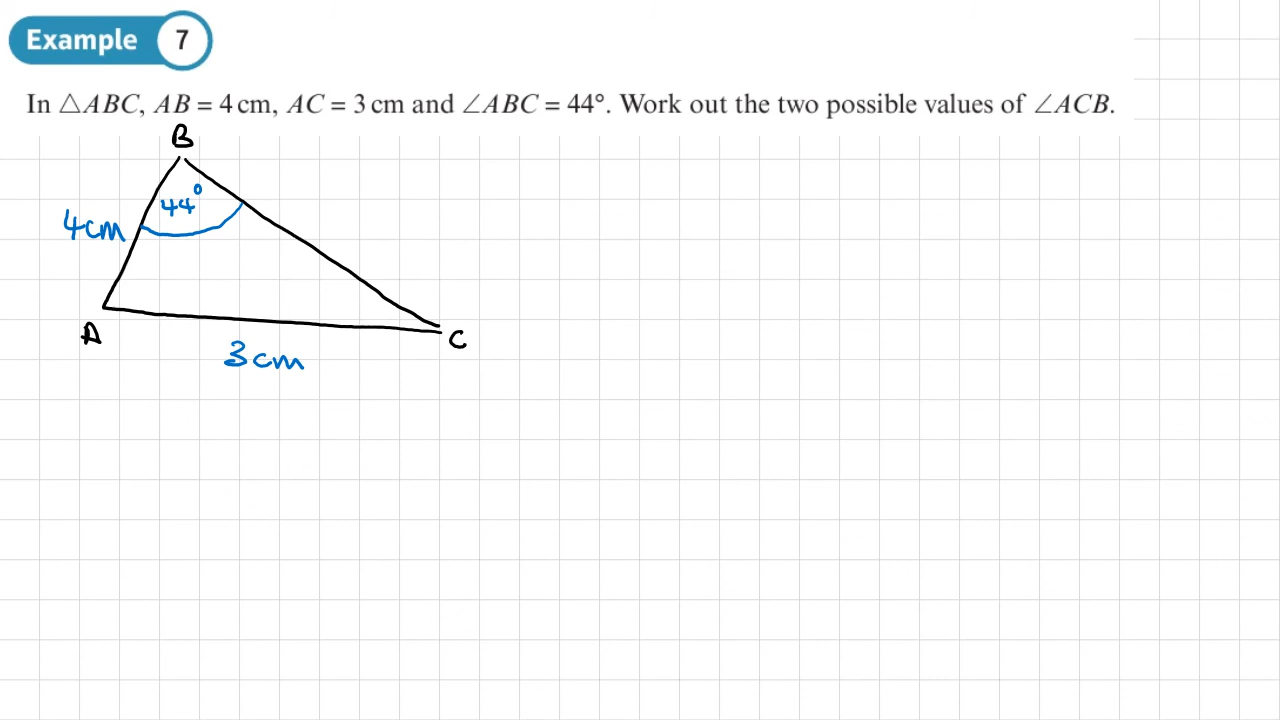 Example 7
In △ABC, AB = 4 cm, AC = 3 cm and ∠ABC = 44°. Work out the two possible values of ∠ACB.
B
44°
4cm
A
C
3cm